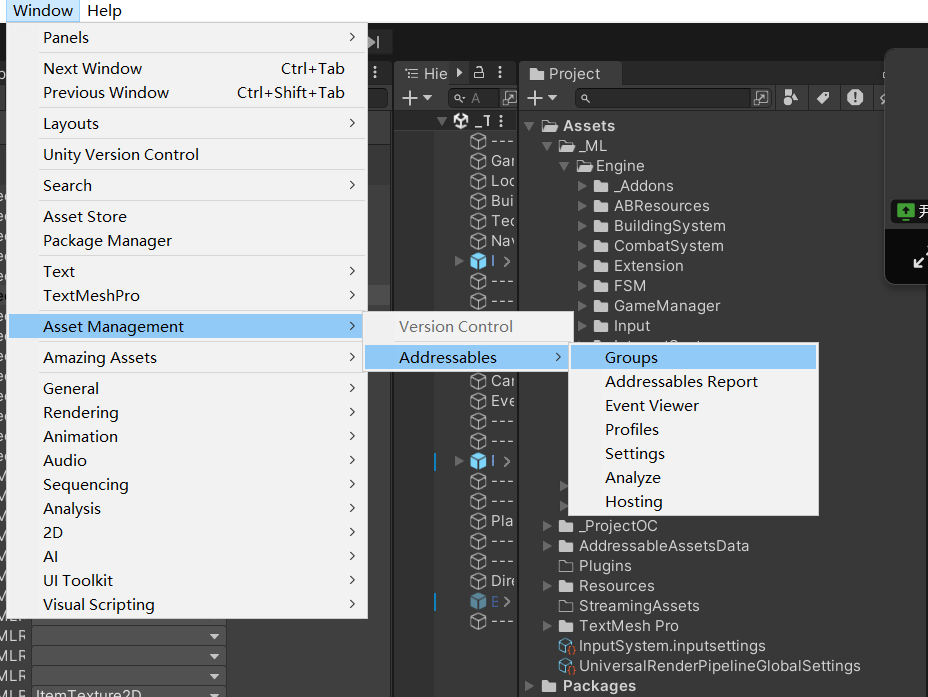 Window Help
Panels
Next Window Ctrl+Tab
Previous Window Ctrl+Shift+Tab
Layouts
Unity Version Control
Search
Asset Store
Package Manager
Text
TextMeshPro
Asset Management
Amazing Assets
General
Rendering
Animation
Audio
Sequencing
Analysis
2D
AI
UI Toolkit
Visual Scripting
MLR
MLR
MLR
MLR ItemTexture2D
Version Control
Addressables
Groups
Addressables Report
Event Viewer
Profiles
Settings
Analyze
Hosting
Hie
A
_T
----
Gar
Loc
Bui
Tec
Nav
I
----
----
Car
Eve
----
----
I
----
----
Pla
----
----
Dire
E
----
Project
Assets
_ML
Engine
_Addons
ABResources
BuildingSystem
CombatSystem
Extension
FSM
GameManager
Input
_ProjectOC
AddressableAssetsData
Plugins
Resources
StreamingAssets
TextMesh Pro
InputSystem.inputsettings
UniversalRenderPipelineGlobalSettings
Packages
开